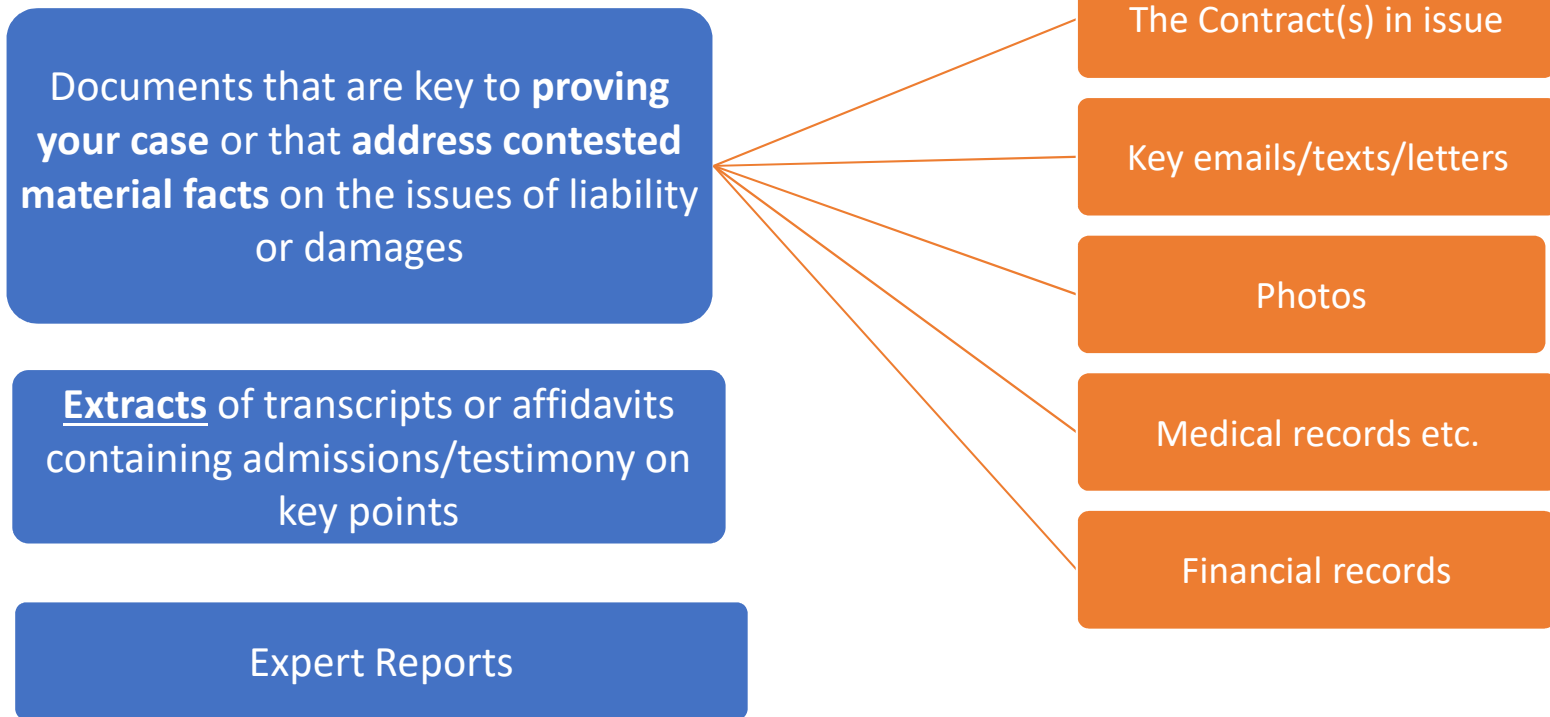 Documents that are key to proving
your case or that address contested
material facts on the issues of liability
or damages
The Contract(s) in issue
Key emails/texts/letters
Photos
Medical records etc.
Financial records
Extracts of transcripts or affidavits
containing admissions/testimony on
key points
Expert Reports